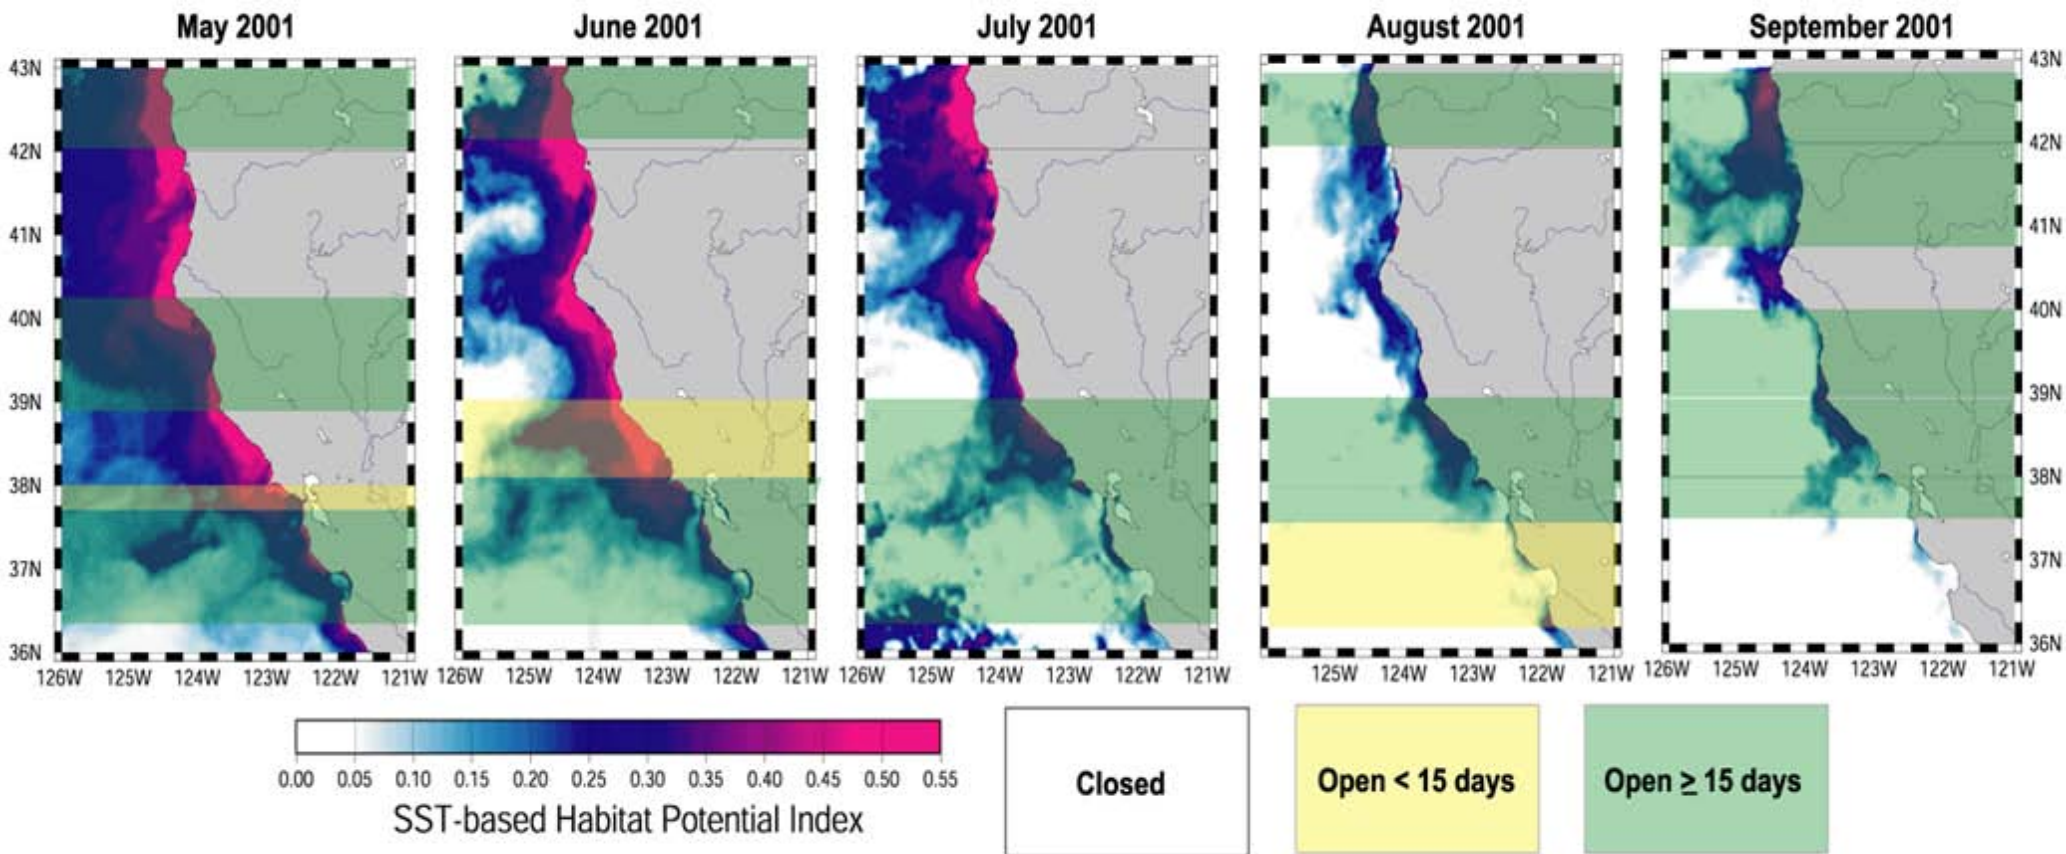 May 2001 June 2001 July 2001 August 2001 September 2001
43N 43N
42N 42N
41N 41N
40N 40N
39N 39N
38N 38N
37N 37N
36N 36N
126W 125W 124W 123W 122W 121W 126W 125W 124W 123W 122W 121W 126W 125W 124W 123W 122W 121W 125W 124W 123W 122W 121W 126W 125W 124W 123W 122W 121W
0.00 0.05 0.10 0.15 0.20 0.25 0.30 0.35 0.40 0.45 0.50 0.55
SST-based Habitat Potential Index
Closed
Open < 15 days
Open ≥ 15 days